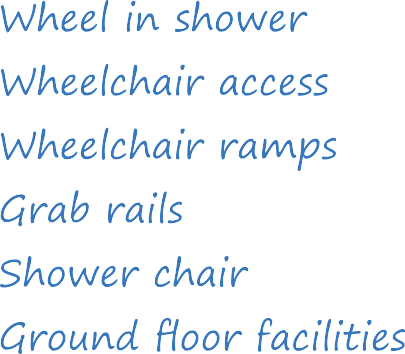 Wheel in shower
Wheelchair access
Wheelchair ramps
Grab rails
Shower chair
Ground floor facilities